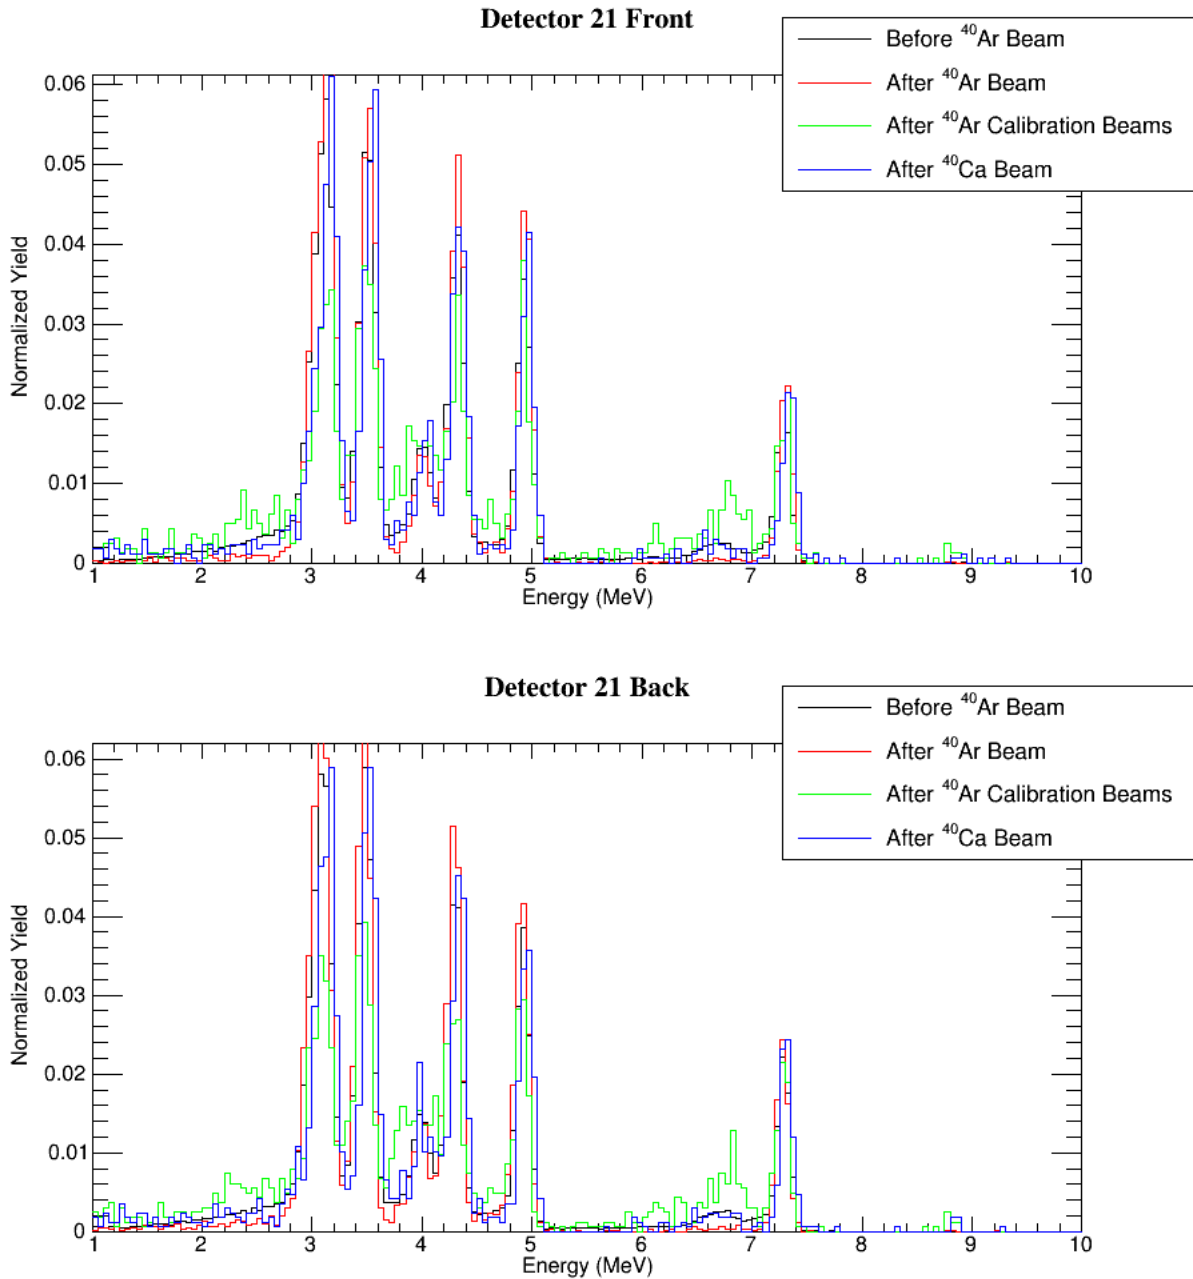 Detector 21 Front
Before ⁴⁰Ar Beam
After ⁴⁰Ar Beam
After ⁴⁰Ar Calibration Beams
After ⁴⁰Ca Beam
Normalized Yield
0.06
0.05
0.04
0.03
0.02
0.01
0
1 2 3 4 5 6 7 8 9 10
Energy (MeV)
Detector 21 Back
Before ⁴⁰Ar Beam
After ⁴⁰Ar Beam
After ⁴⁰Ar Calibration Beams
After ⁴⁰Ca Beam
Normalized Yield
0.06
0.05
0.04
0.03
0.02
0.01
0
1 2 3 4 5 6 7 8 9 10
Energy (MeV)